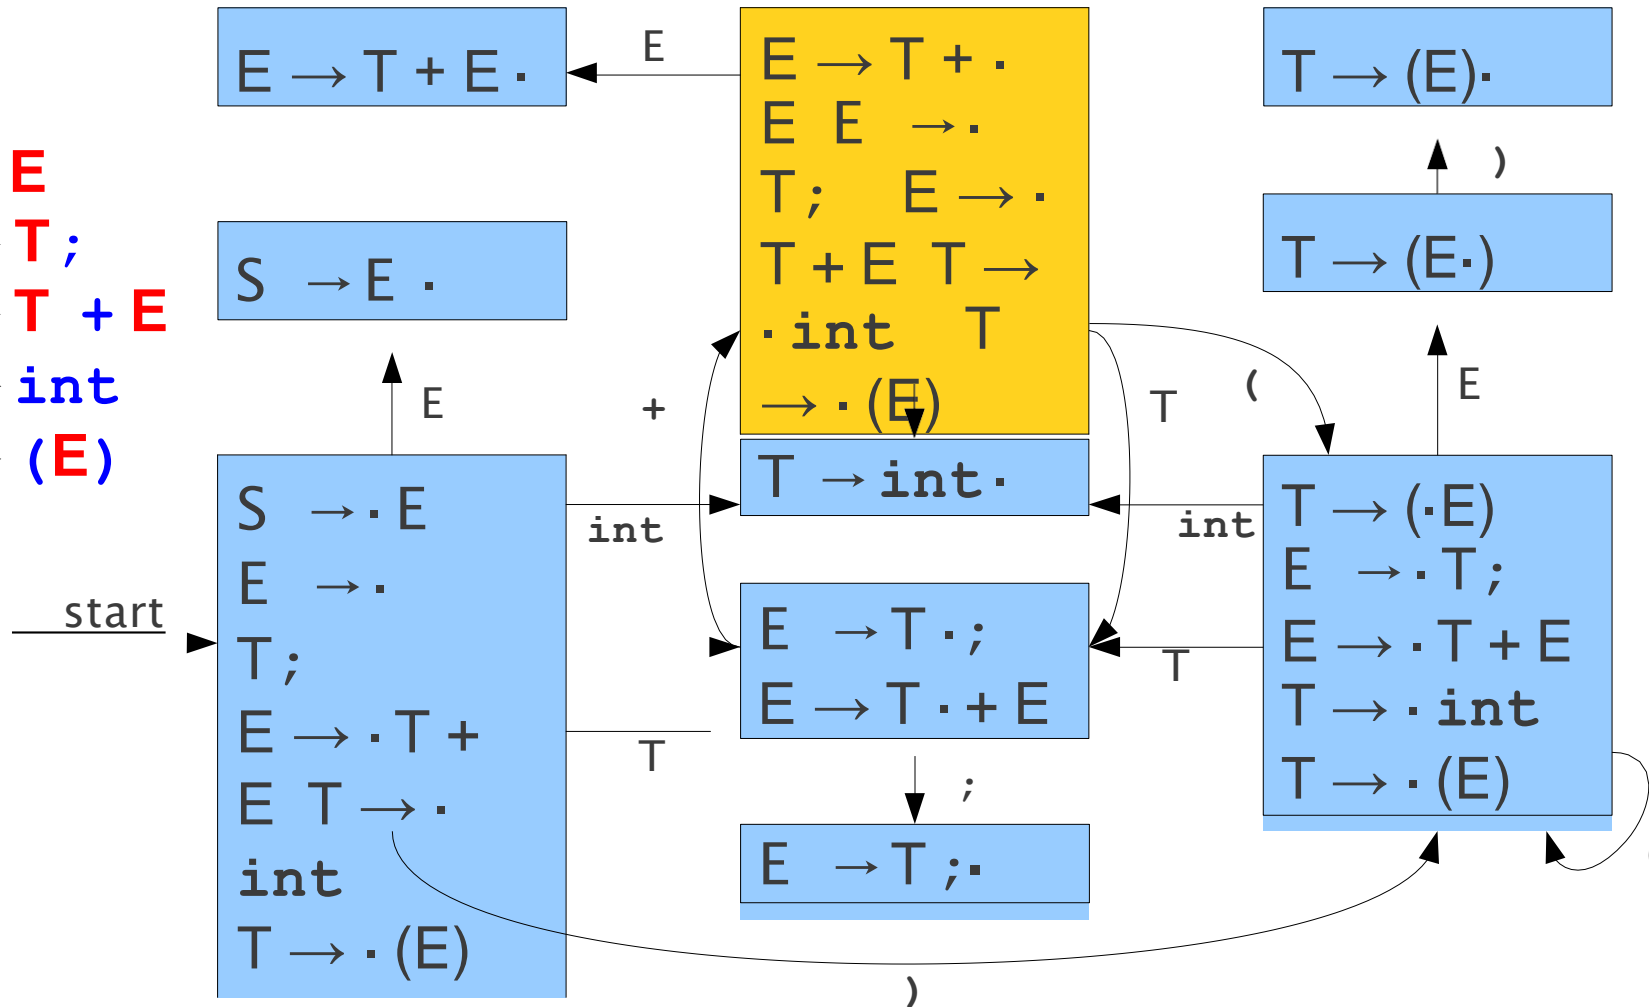 E
T ;
T + E
int
(E)
start
E → T + E ·
E
S → E ·
E
S → · E
E → ·
T ;
E → · T +
E T → ·
int
T → · (E)
int
T
+
E → T + ·
E E → ·
T ; E → ·
T + E T →
· int T
→ · (E)
T → int ·
E → T · ;
E → T · + E
;
E → T ; ·
)
T
(
int
T
T → (E) ·
)
T → (E · )
E
T → ( · E)
E → · T ;
E → · T + E
T → · int
T → · (E)